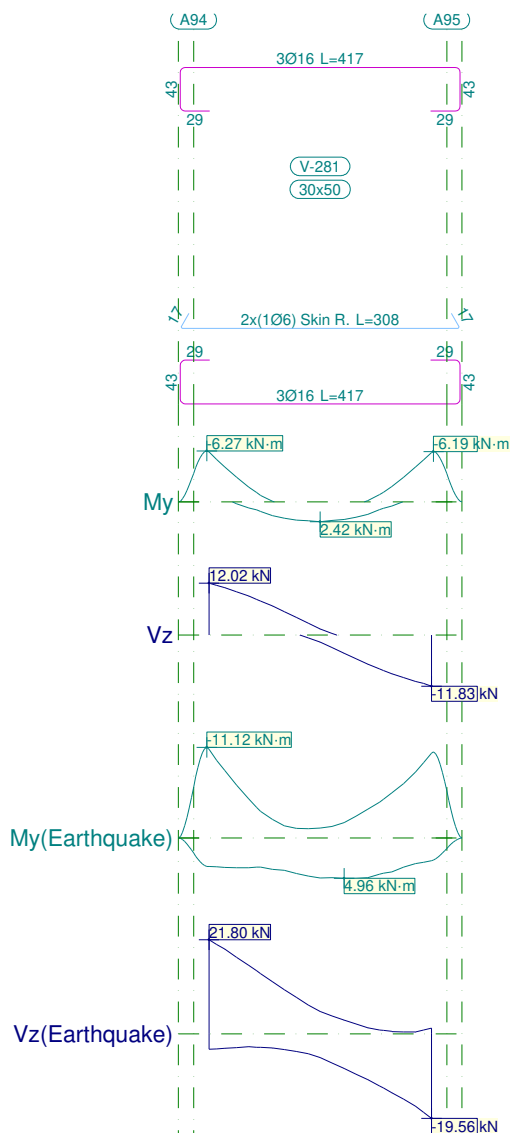 A94 A95
3Ø16 L=417
43 43
29 29
V-281
30x50
17 17
2x(1Ø6) Skin R. L=308
29 29
43 43
3Ø16 L=417
-6.27 kN·m -6.19 kN·m
My
2.42 kN·m
12.02 kN
Vz
-11.83 kN
-11.12 kN·m
My(Earthquake)
4.96 kN·m
21.80 kN
Vz(Earthquake)
-19.56 kN